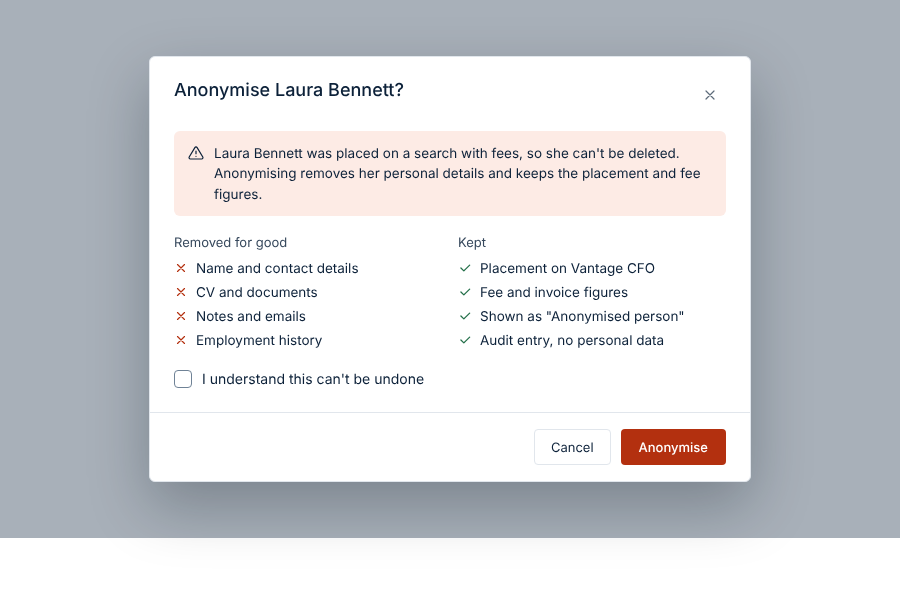 Anonymise Laura Bennett?
Laura Bennett was placed on a search with fees, so she can't be deleted.
Anonymising removes her personal details and keeps the placement and fee
figures.
Removed for good
Name and contact details
CV and documents
Notes and emails
Employment history
Kept
Placement on Vantage CFO
Fee and invoice figures
Shown as "Anonymised person"
Audit entry, no personal data
I understand this can't be undone
Cancel
Anonymise